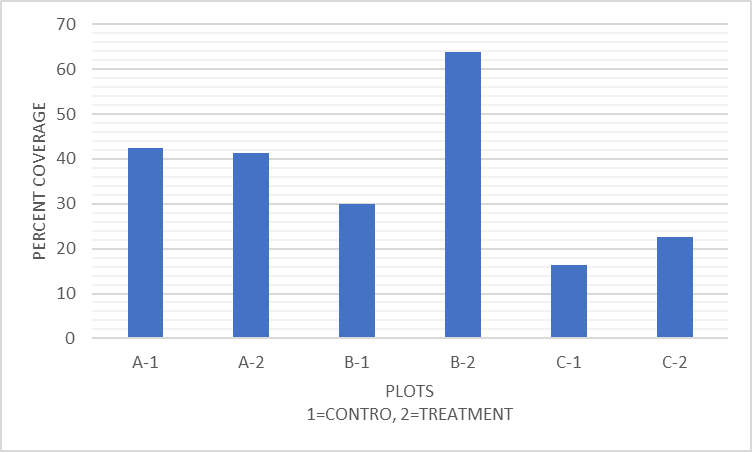 70
60
50
40
30
20
10
0
PERCENT COVERAGE
A-1 A-2 B-1 B-2 C-1 C-2
PLOTS
1=CONTRO, 2=TREATMENT